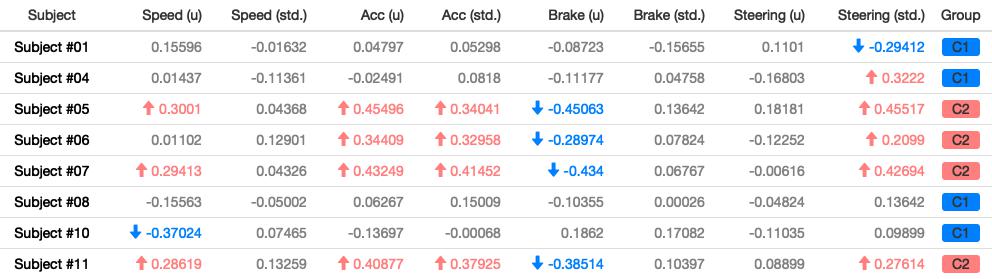 Subject Speed (u) Speed (std.) Acc (u) Acc (std.) Brake (u) Brake (std.) Steering (u) Steering (std.) Group
Subject #01 0.15596 -0.01632 0.04797 0.05298 -0.08723 -0.15655 0.1101 ↓ -0.29412 C1
Subject #04 0.01437 -0.11361 -0.02491 0.0818 -0.11177 0.04758 -0.16803 ↑ 0.3222 C1
Subject #05 ↑ 0.3001 0.04368 ↑ 0.45496 ↑ 0.34041 ↓ -0.45063 0.13642 0.18181 ↑ 0.45517 C2
Subject #06 0.01102 0.12901 ↑ 0.34409 ↑ 0.32958 ↓ -0.28974 0.07824 -0.12252 ↑ 0.2099 C2
Subject #07 ↑ 0.29413 0.04326 ↑ 0.43249 ↑ 0.41452 ↓ -0.434 0.06767 -0.00616 ↑ 0.42694 C2
Subject #08 -0.15563 -0.05002 0.06267 0.15009 -0.10355 0.00026 -0.04824 0.13642 C1
Subject #10 ↓ -0.37024 0.07465 -0.13697 -0.00068 0.1862 0.17082 -0.11035 0.09899 C1
Subject #11 ↑ 0.28619 0.13259 ↑ 0.40877 ↑ 0.37925 ↓ -0.38514 0.10397 0.08899 ↑ 0.27614 C2